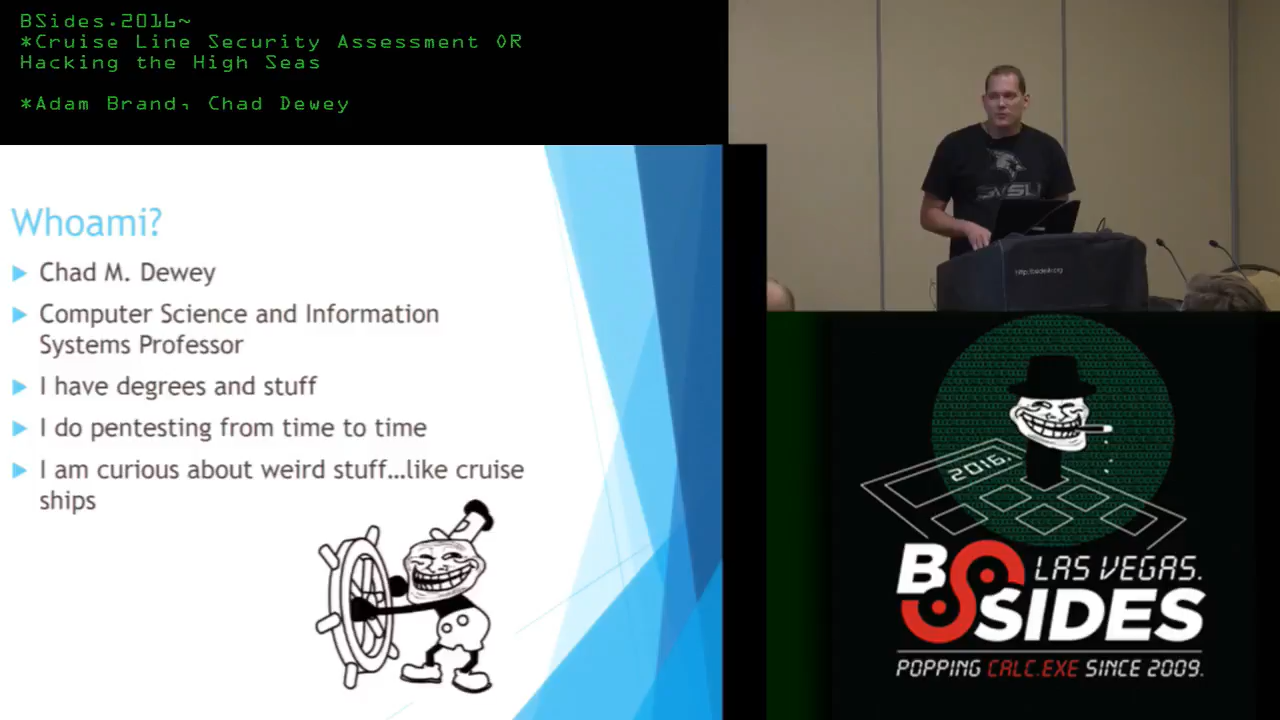 BSides.2016~
*Cruise Line Security Assessment OR
Hacking the High Seas
*Adam Brand, Chad Dewey
Whoami?
Chad M. Dewey
Computer Science and Information
Systems Professor
I have degrees and stuff
I do pentesting from time to time
I am curious about weird stuff…like cruise
ships
SVSU
2016.
BSIDES
LAS VEGAS.
POPPING CALC.EXE SINCE 2009.